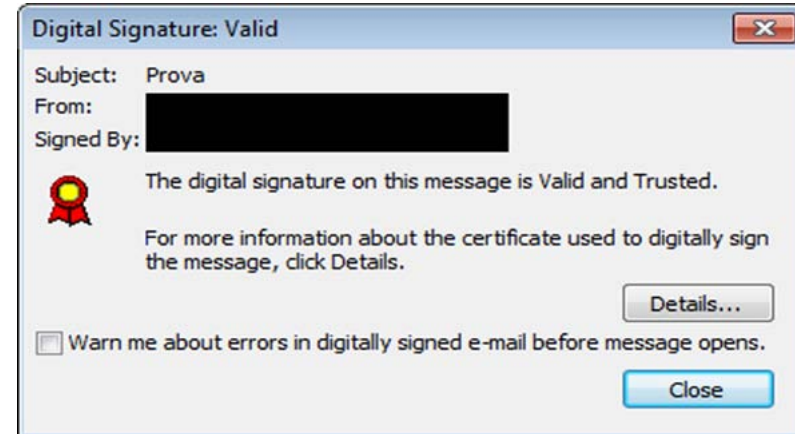 Digital Signature: Valid
Subject: Prova
From:
Signed By:
The digital signature on this message is Valid and Trusted.
For more information about the certificate used to digitally sign
the message, click Details.
Details...
Warn me about errors in digitally signed e-mail before message opens.
Close